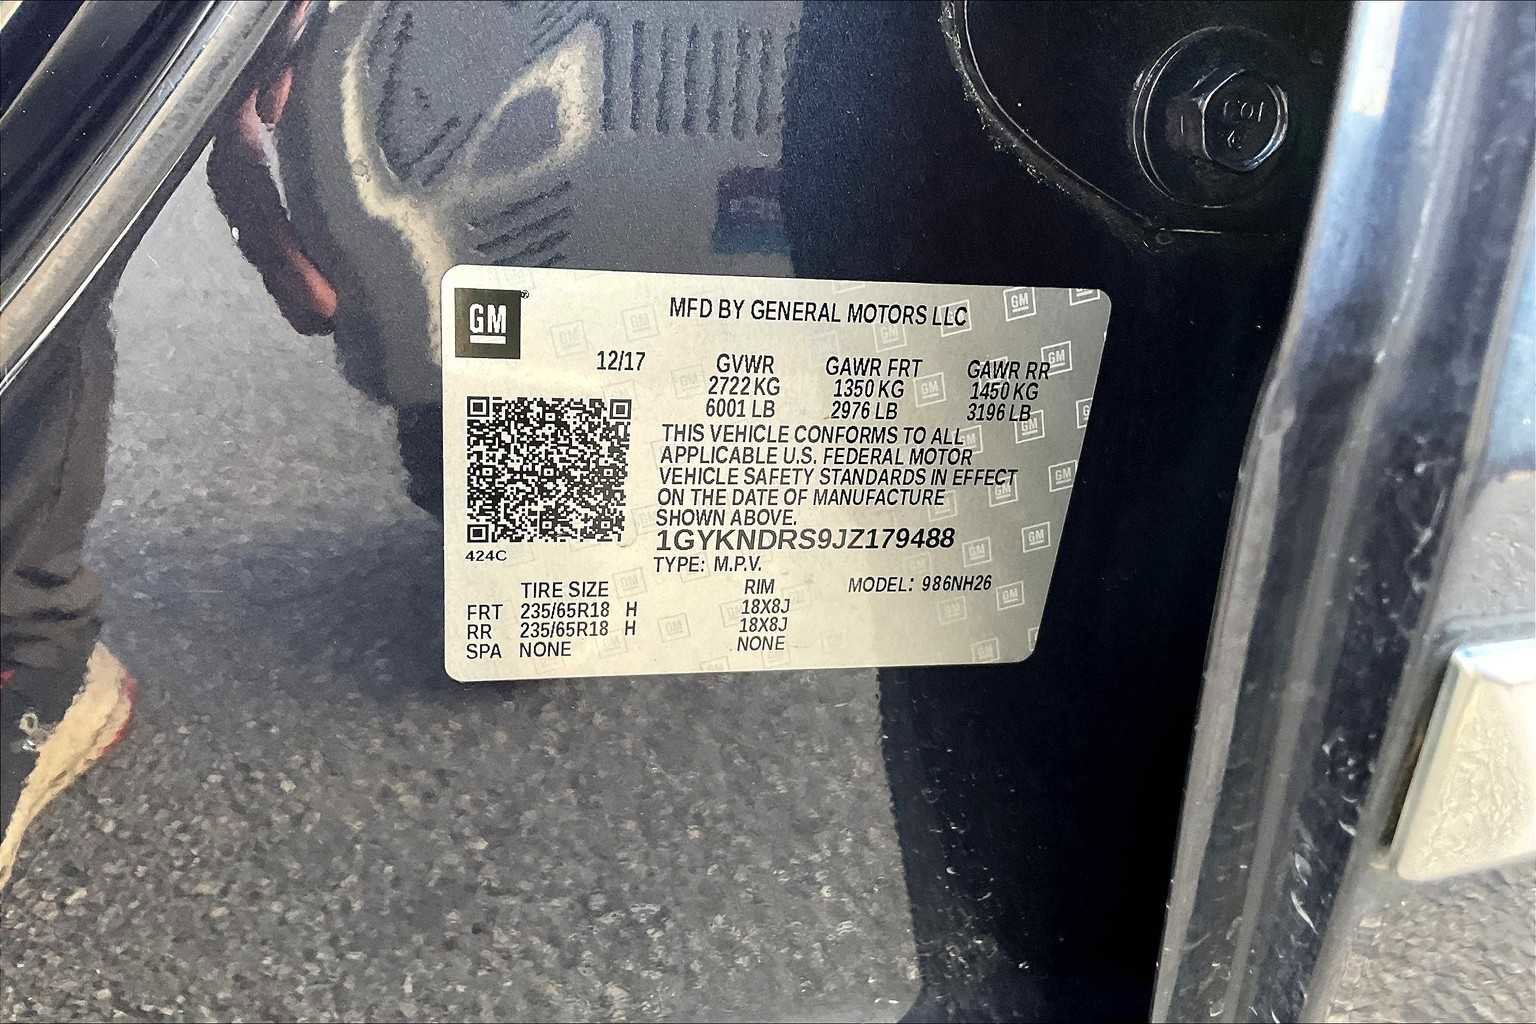 GM
MFD BY GENERAL MOTORS LLC
12/17 GVWR GAWR FRT GAWR RR
2722 KG 1350 KG 1450 KG
6001 LB 2976 LB 3196 LB
THIS VEHICLE CONFORMS TO ALL
APPLICABLE U.S. FEDERAL MOTOR
VEHICLE SAFETY STANDARDS IN EFFECT
ON THE DATE OF MANUFACTURE
SHOWN ABOVE.
1GYKNDRS9JZ179488
424C
TYPE: M.P.V.
TIRE SIZE RIM MODEL: 986NH26
FRT 235/65R18 H 18X8J
RR 235/65R18 H 18X8J
SPA NONE NONE